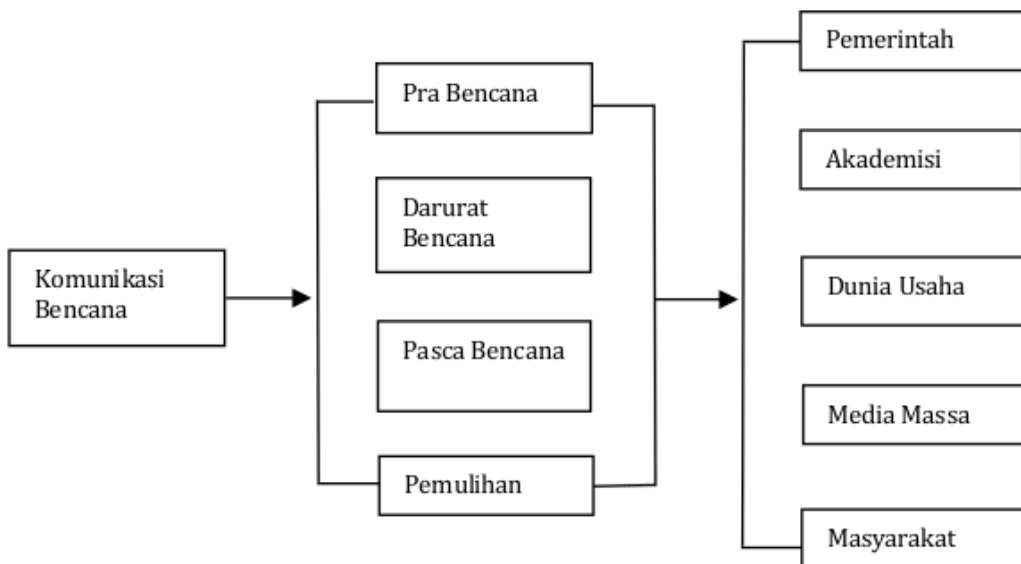 Komunikasi
Bencana
Pra Bencana
Darurat
Bencana
Pasca Bencana
Pemulihan
Pemerintah
Akademisi
Dunia Usaha
Media Massa
Masyarakat